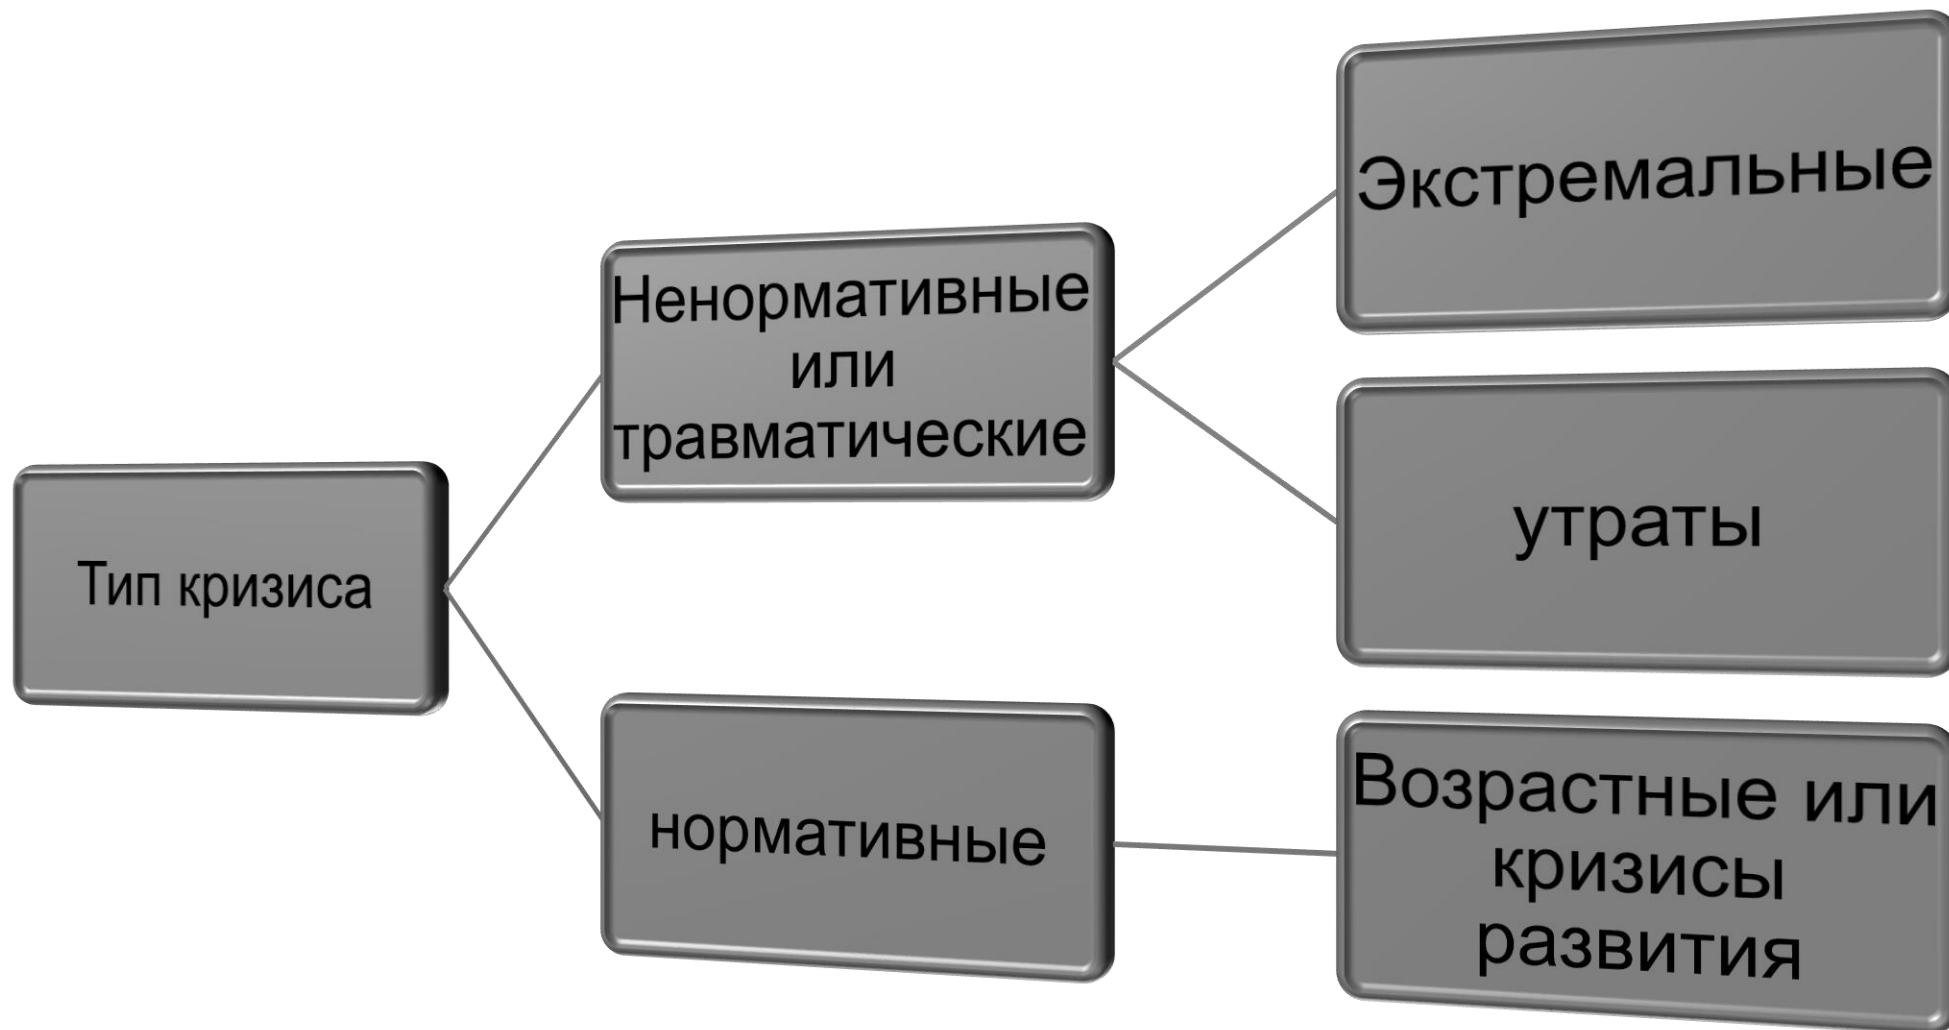 Тип кризиса
Ненормативные
или
травматические
нормативные
Экстремальные
утраты
Возрастные или
кризисы
развития